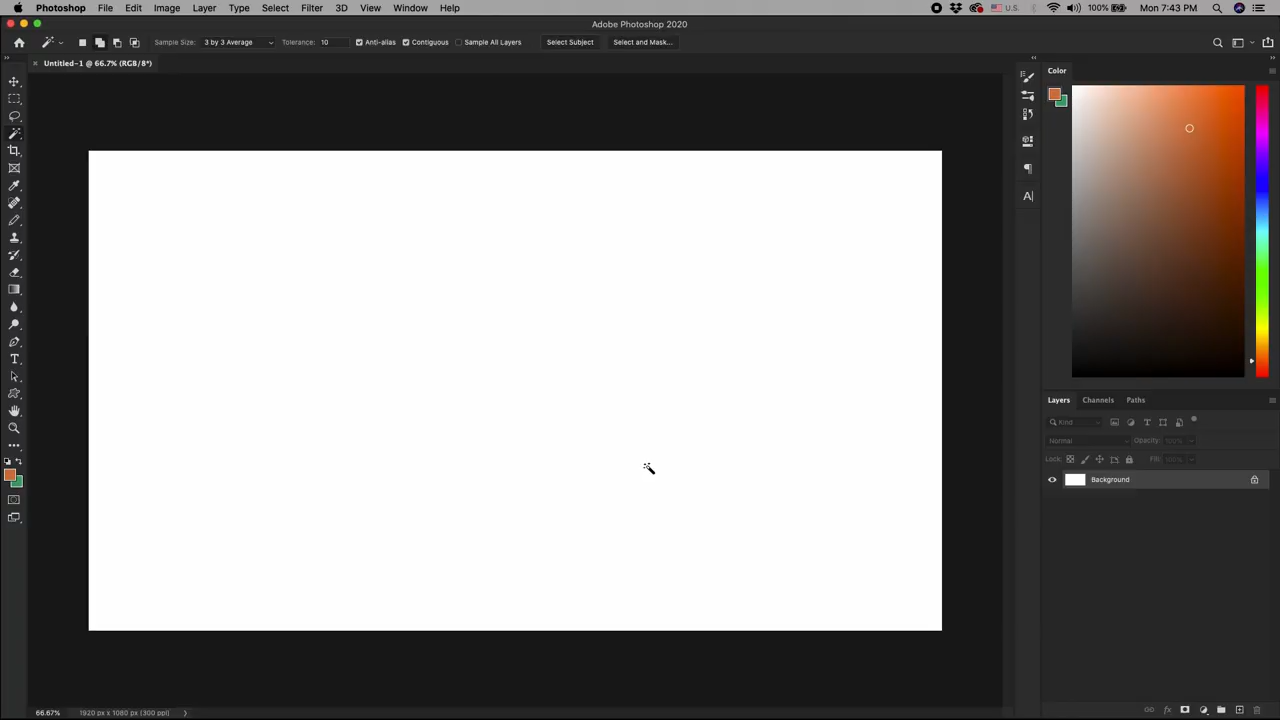 Photoshop File Edit Image Layer Type Select Filter 3D View Window Help U.S. 100% Mon 7:43 PM
Adobe Photoshop 2020
Sample Size: 3 by 3 Average Tolerance: 10 Anti-alias Contiguous Sample All Layers Select Subject Select and Mask...
Untitled-1 @ 66.7% (RGB/8*)
Color
Layers Channels Paths
Kind
Normal Opacity: 100%
Lock: Fill: 100%
Background
66.67% 1920 px x 1080 px (300 ppi)